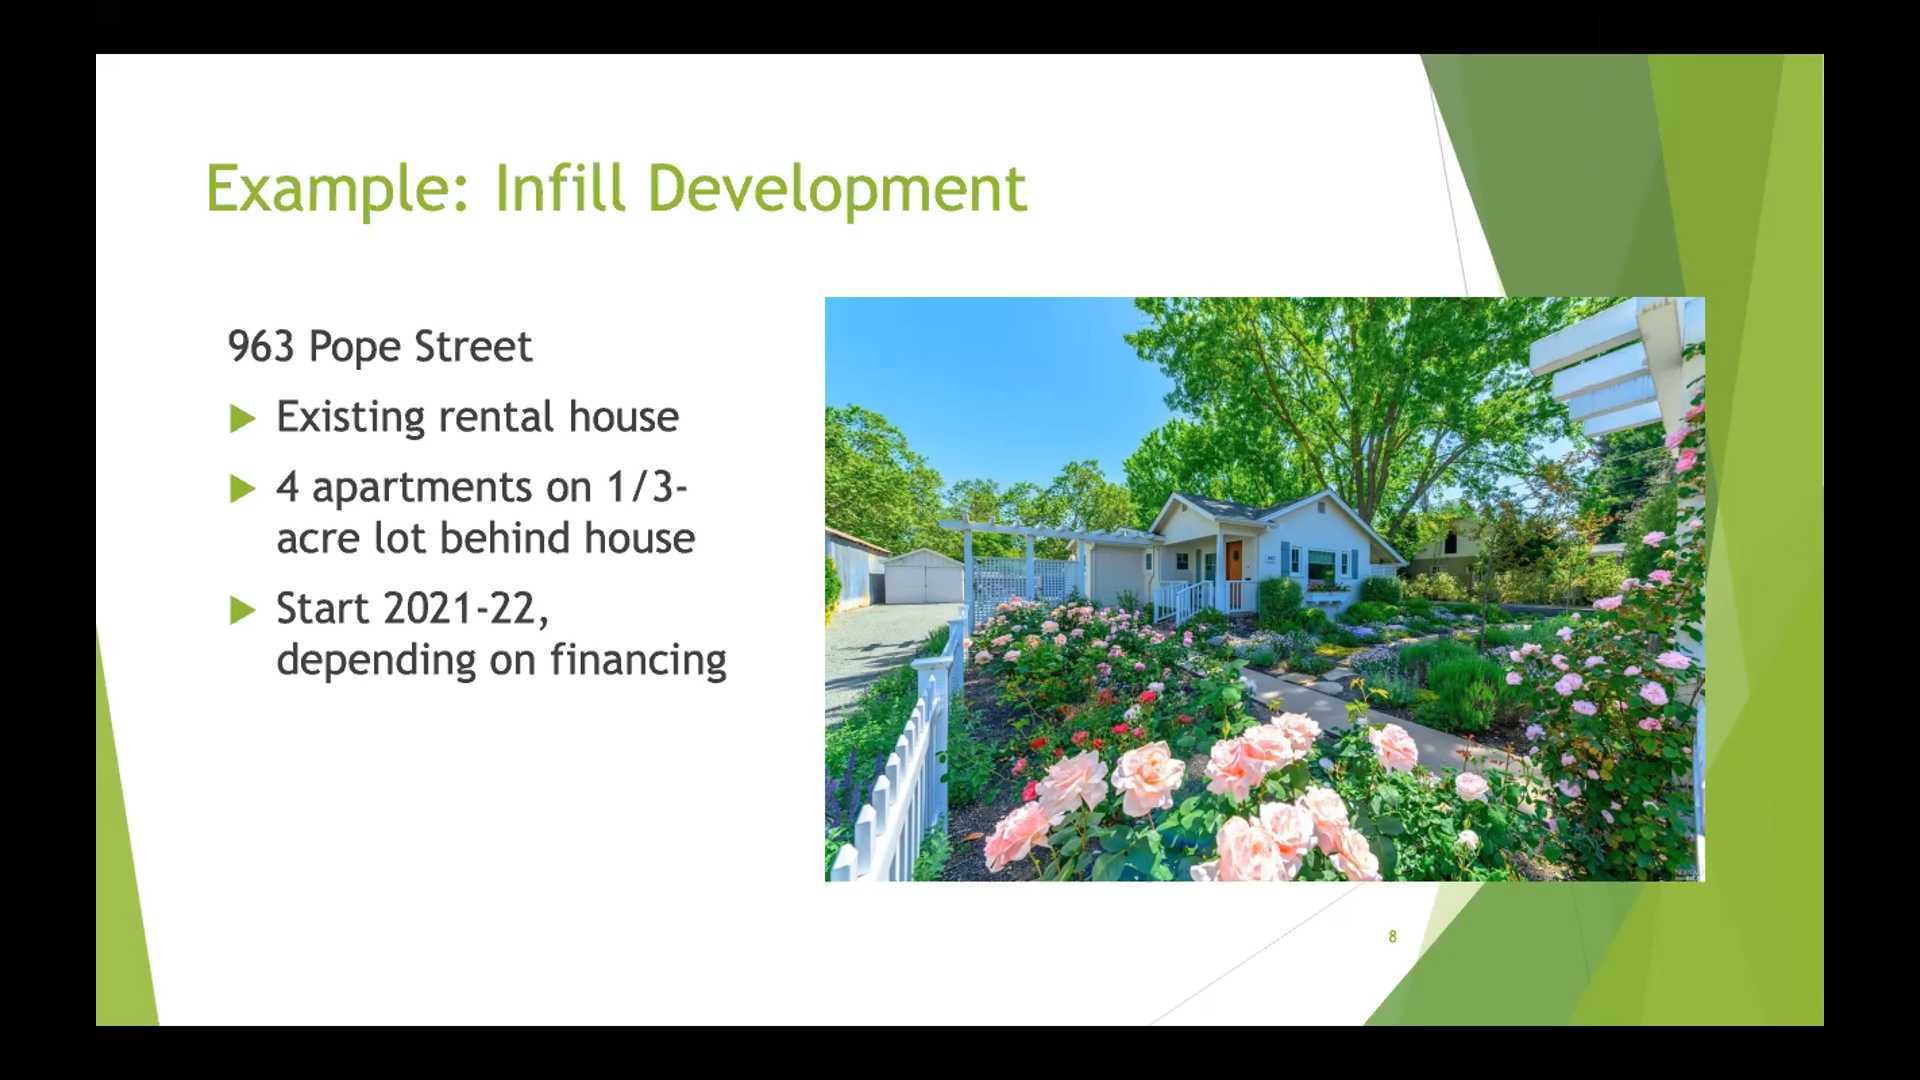 Example: Infill Development
963 Pope Street
Existing rental house
4 apartments on 1/3-
acre lot behind house
Start 2021-22,
depending on financing
8